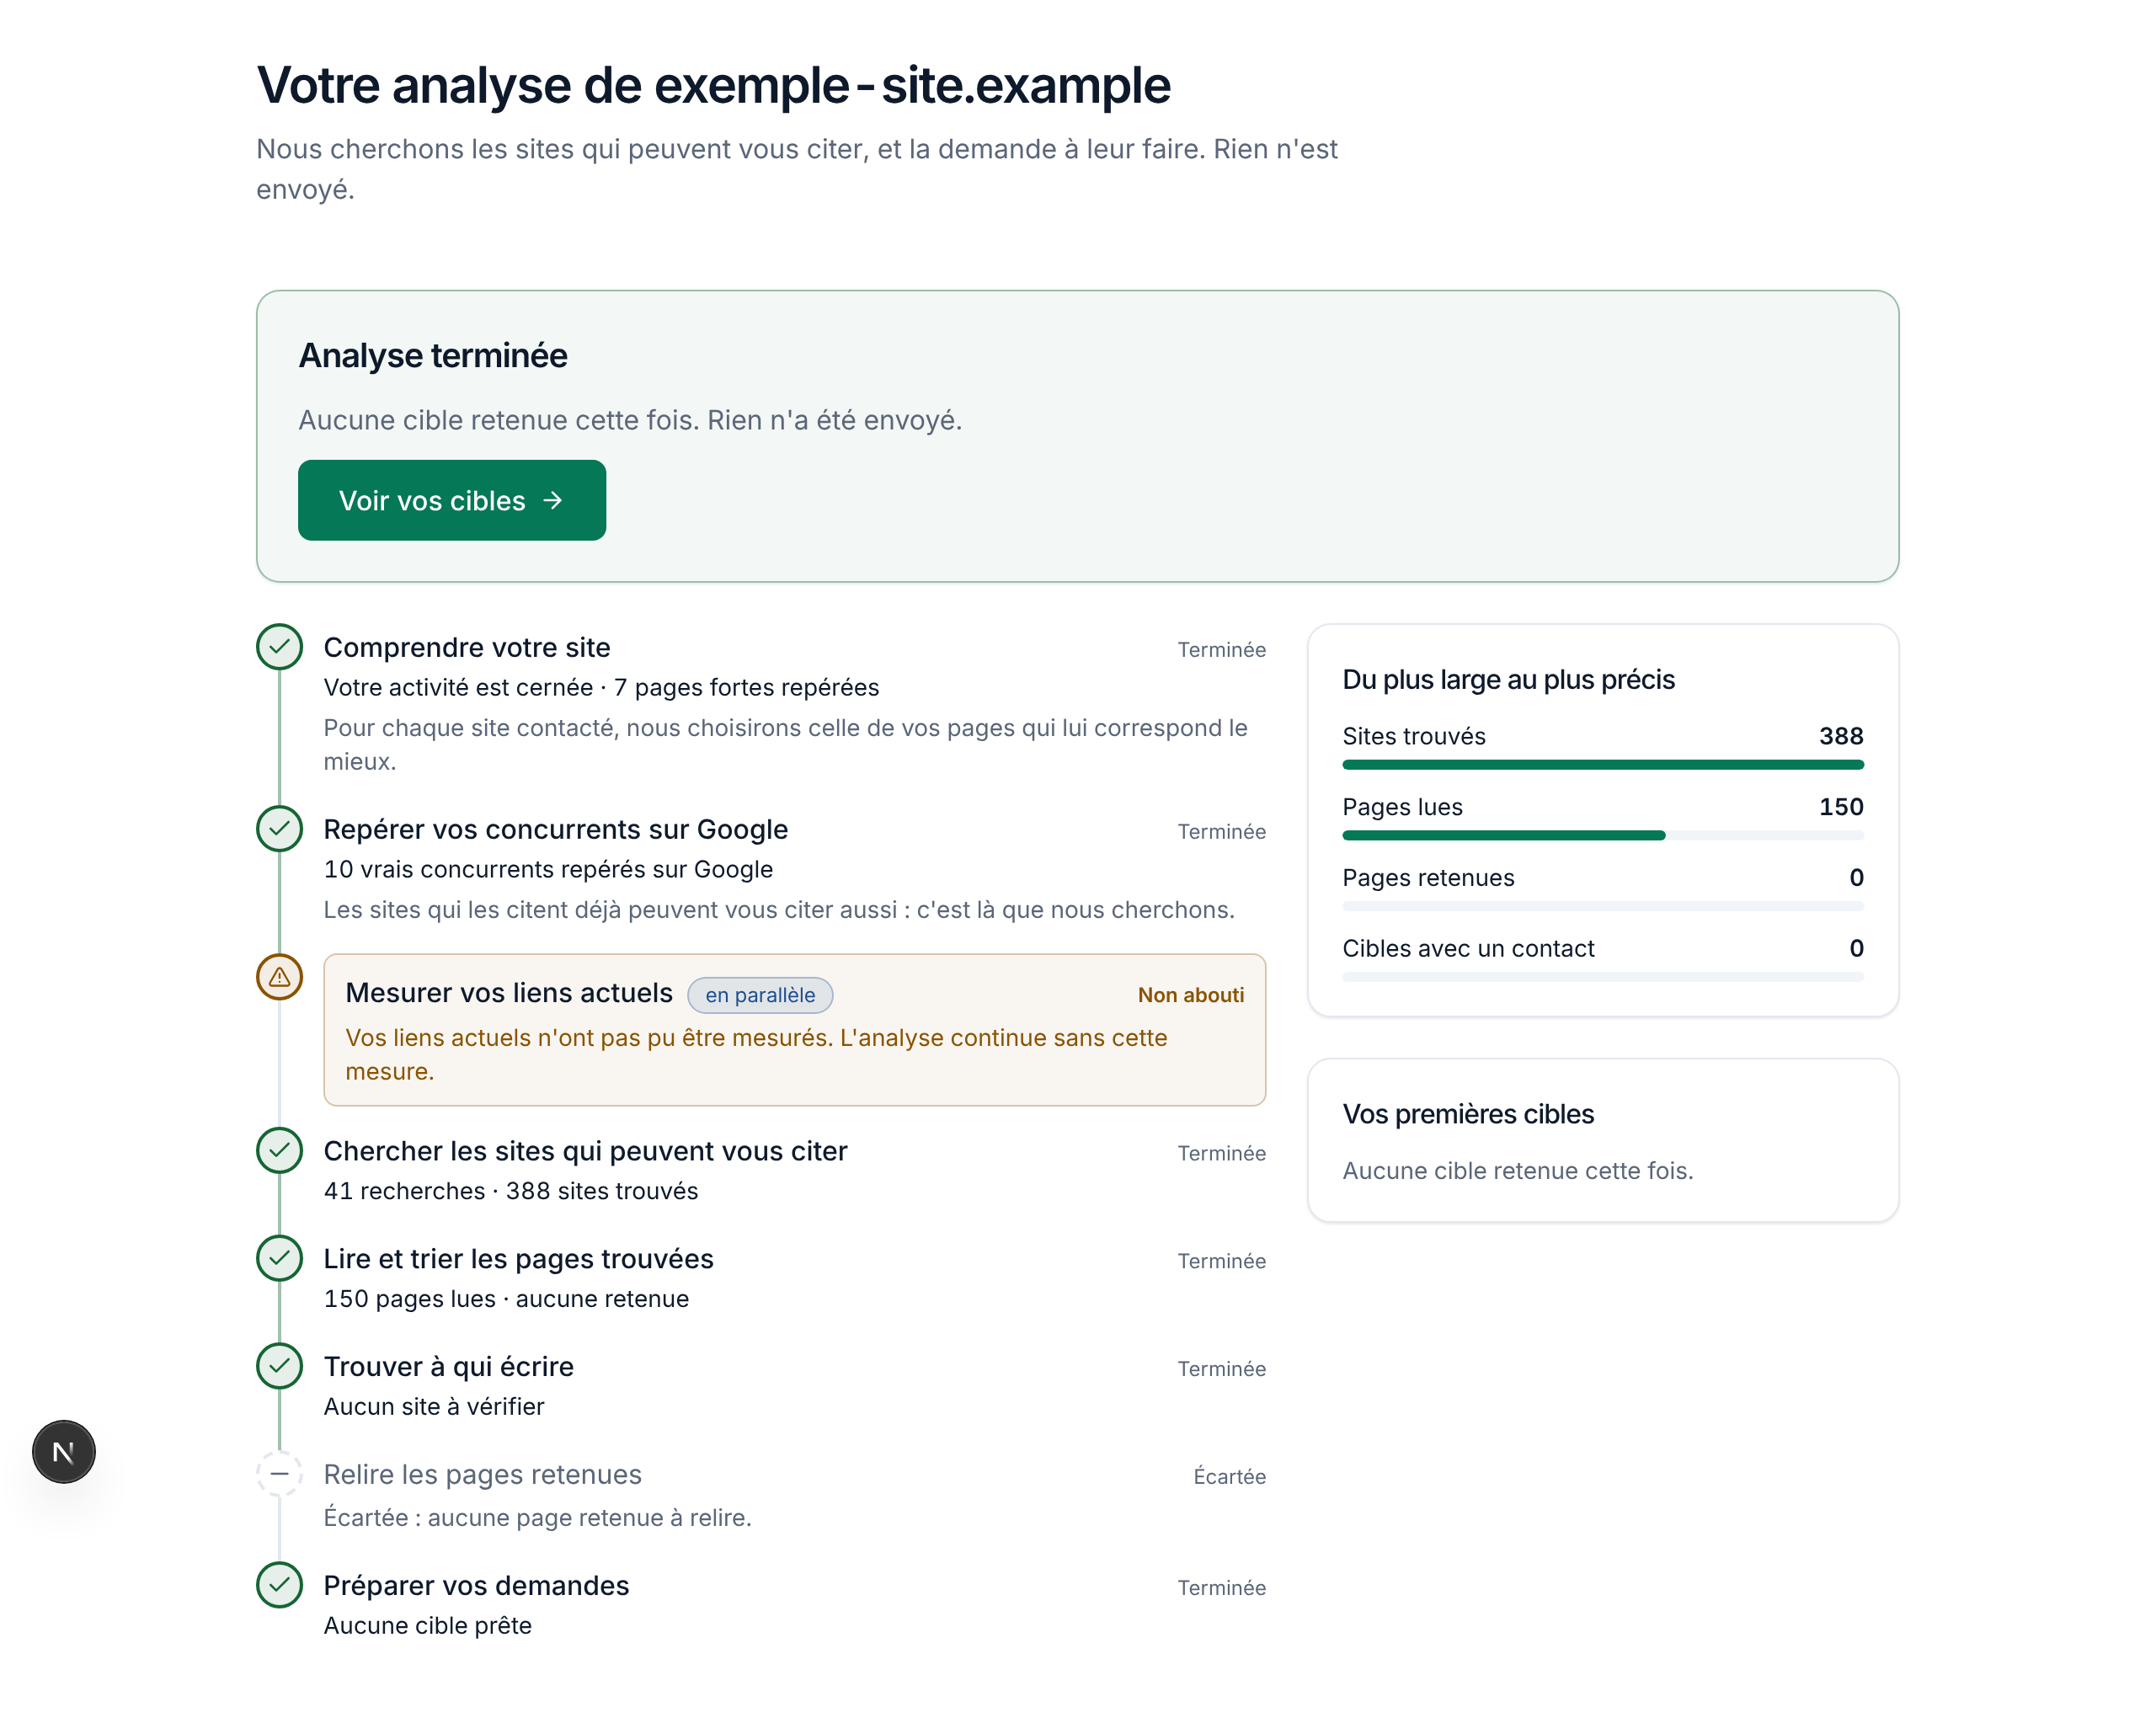 Votre analyse de exemple-site.example
Nous cherchons les sites qui peuvent vous citer, et la demande à leur faire. Rien n'est
envoyé.
Analyse terminée
Aucune cible retenue cette fois. Rien n'a été envoyé.
Voir vos cibles →
Comprendre votre site Terminée
Votre activité est cernée · 7 pages fortes repérées
Pour chaque site contacté, nous choisirons celle de vos pages qui lui correspond le
mieux.
Repérer vos concurrents sur Google Terminée
10 vrais concurrents repérés sur Google
Les sites qui les citent déjà peuvent vous citer aussi : c'est là que nous cherchons.
Mesurer vos liens actuels en parallèle Non abouti
Vos liens actuels n'ont pas pu être mesurés. L'analyse continue sans cette
mesure.
Chercher les sites qui peuvent vous citer Terminée
41 recherches · 388 sites trouvés
Lire et trier les pages trouvées Terminée
150 pages lues · aucune retenue
Trouver à qui écrire Terminée
Aucun site à vérifier
Relire les pages retenues Écartée
Écartée : aucune page retenue à relire.
Préparer vos demandes Terminée
Aucune cible prête
Du plus large au plus précis
Sites trouvés 388
Pages lues 150
Pages retenues 0
Cibles avec un contact 0
Vos premières cibles
Aucune cible retenue cette fois.
N